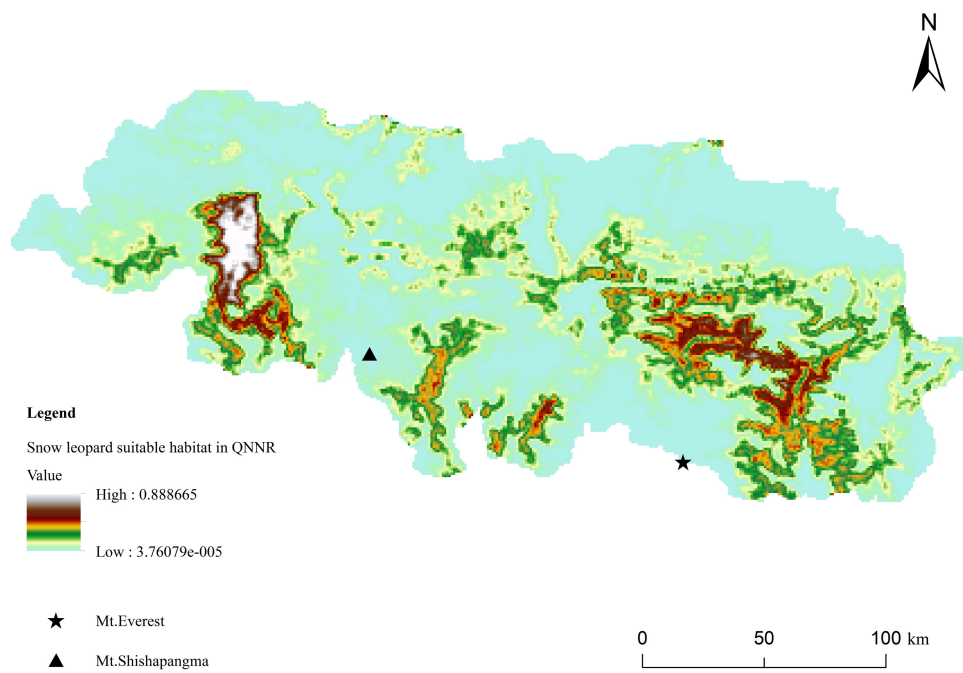 N
Legend
Snow leopard suitable habitat in QNNR
Value
High : 0.888665
Low : 3.76079e-005
Mt.Everest
Mt.Shishapangma
0 50 100 km